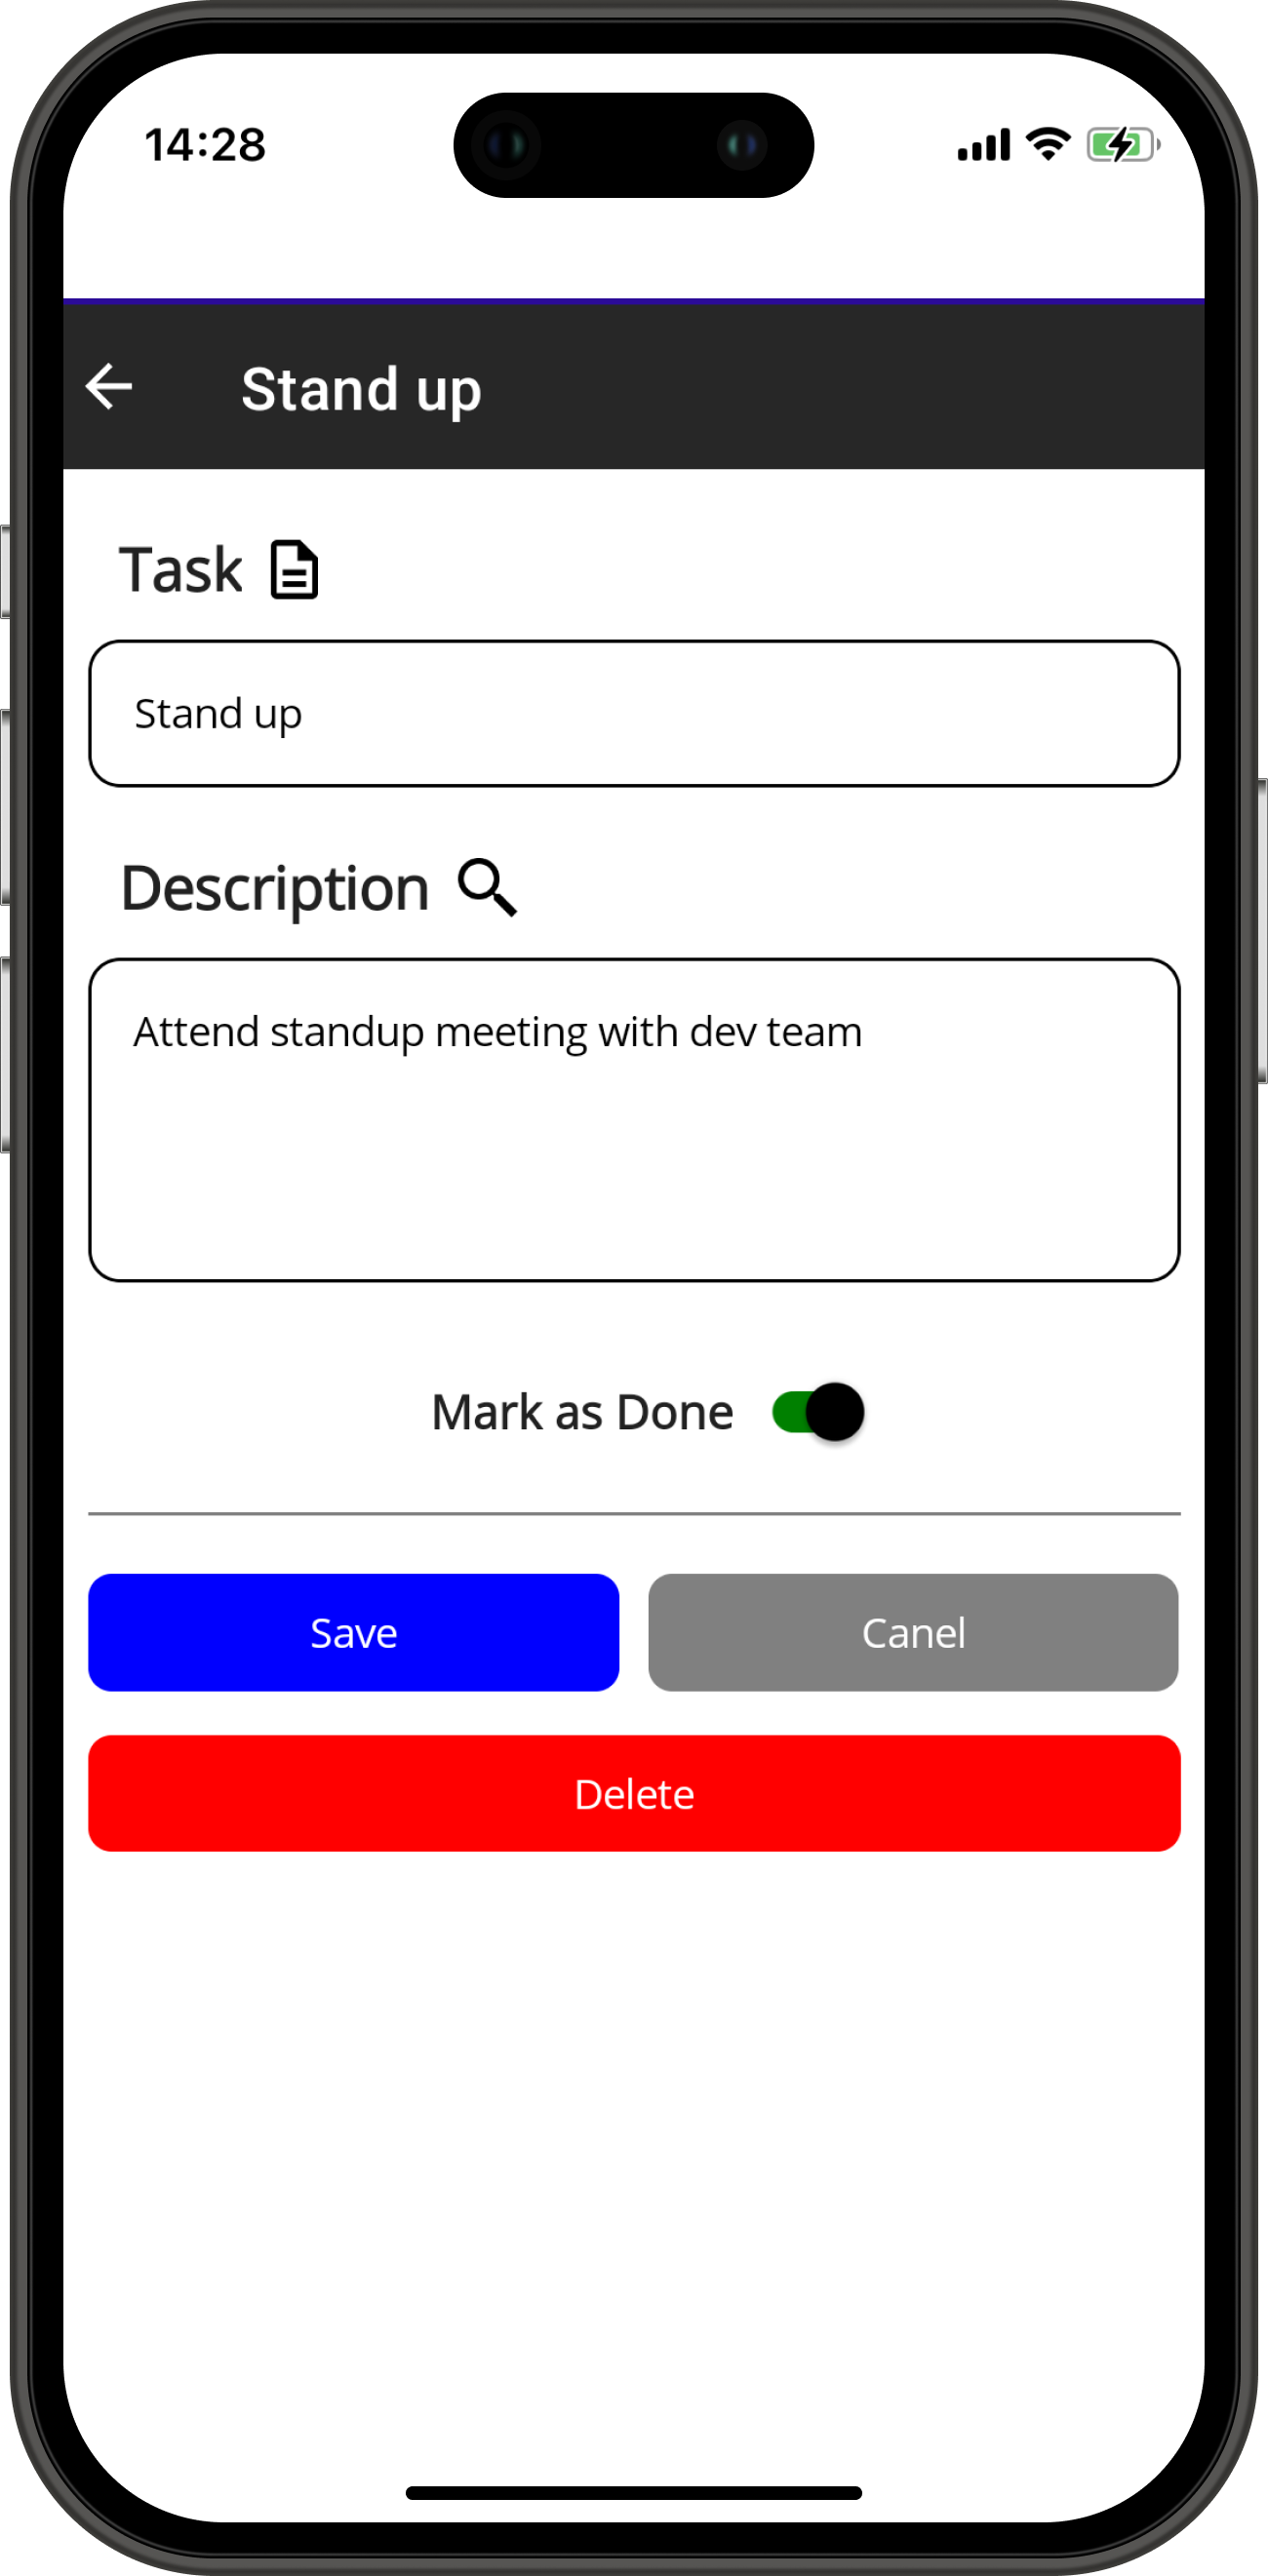 14:28
Stand up
Task
Stand up
Description
Attend standup meeting with dev team
Mark as Done
Save
Canel
Delete